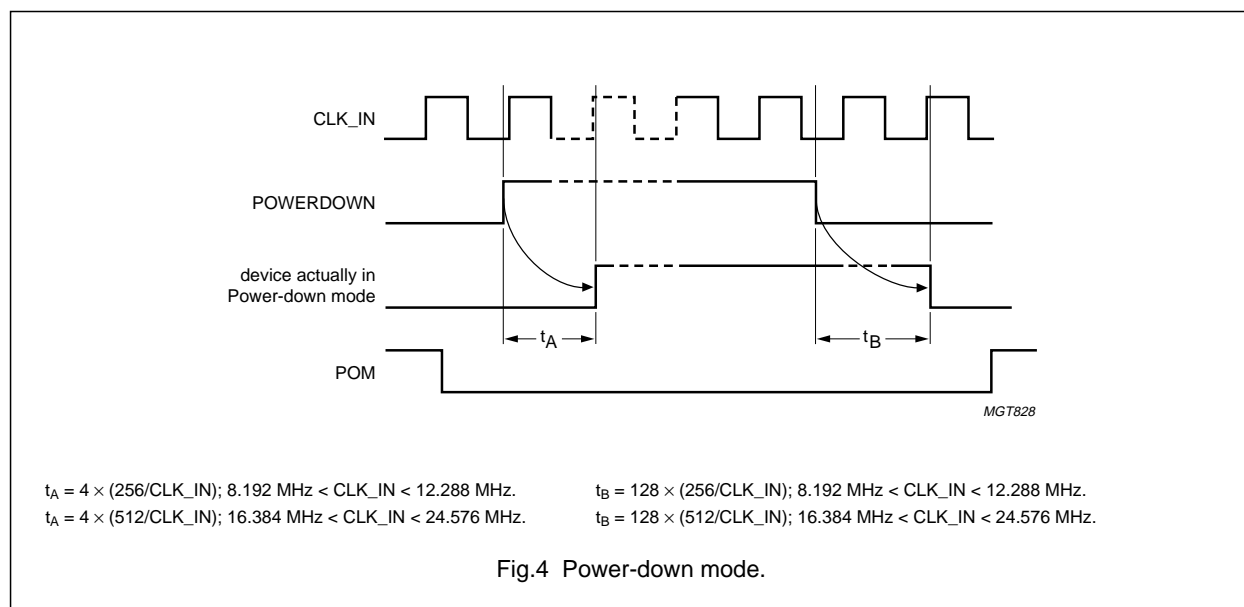 CLK_IN
POWERDOWN
device actually in
Power-down mode
tA
tB
POM
MGT828
tA = 4 × (256/CLK_IN); 8.192 MHz < CLK_IN < 12.288 MHz.
tA = 4 × (512/CLK_IN); 16.384 MHz < CLK_IN < 24.576 MHz.
tB = 128 × (256/CLK_IN); 8.192 MHz < CLK_IN < 12.288 MHz.
tB = 128 × (512/CLK_IN); 16.384 MHz < CLK_IN < 24.576 MHz.
Fig.4 Power-down mode.